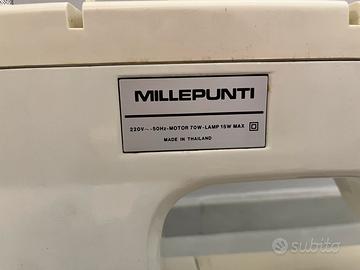 MILLEPUNTI
220V~-50Hz-MOTOR 70W-LAMP 15W MAX
MADE IN THAILAND
subito